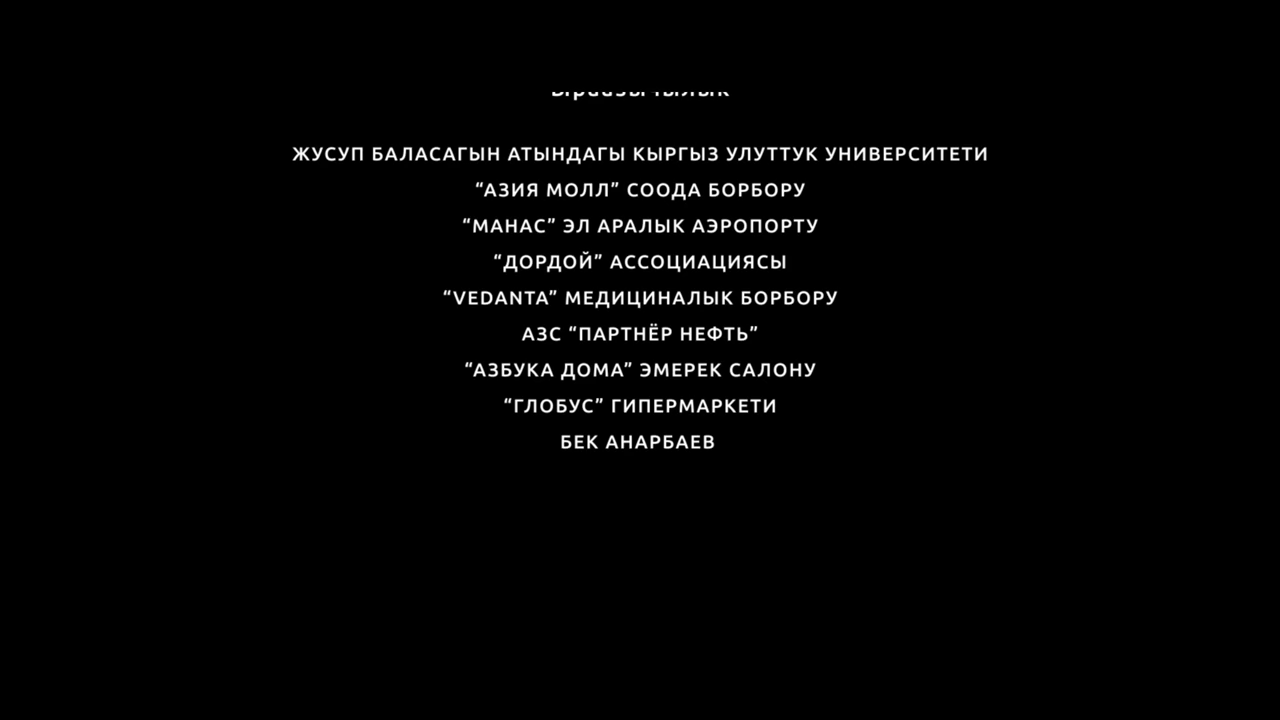 ЖУСУП БАЛАСАГЫН АТЫНДАГЫ КЫРГЫЗ УЛУТТУК УНИВЕРСИТЕТИ
“АЗИЯ МОЛЛ” СООДА БОРБОРУ
“МАНАС” ЭЛ АРАЛЫК АЭРОПОРТУ
“ДОРДОЙ” АССОЦИАЦИЯСЫ
“VEDANTA” МЕДИЦИНАЛЫК БОРБОРУ
АЗС “ПАРТНЁР НЕФТЬ”
“АЗБУКА ДОМА” ЭМЕРЕК САЛОНУ
“ГЛОБУС” ГИПЕРМАРКЕТИ
БЕК АНАРБАЕВ